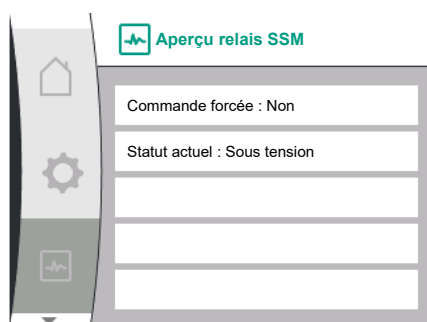 Aperçu relais SSM
Commande forcée : Non
Statut actuel : Sous tension